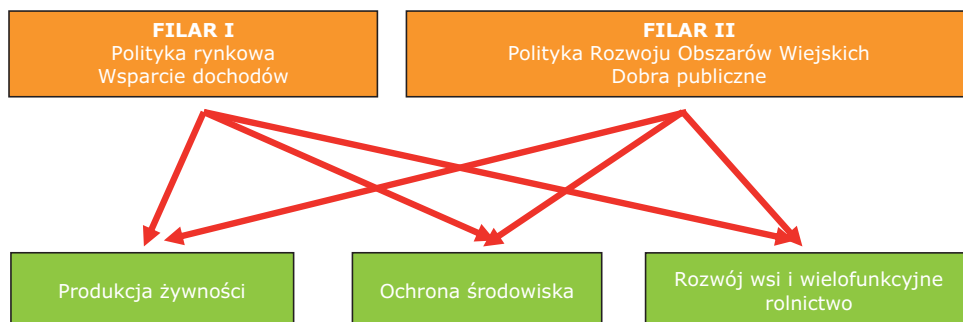 FILAR I
Polityka rynkowa
Wsparcie dochodów
FILAR II
Polityka Rozwoju Obszarów Wiejskich
Dobra publiczne
Produkcja żywności
Ochrona środowiska
Rozwój wsi i wielofunkcyjne
rolnictwo